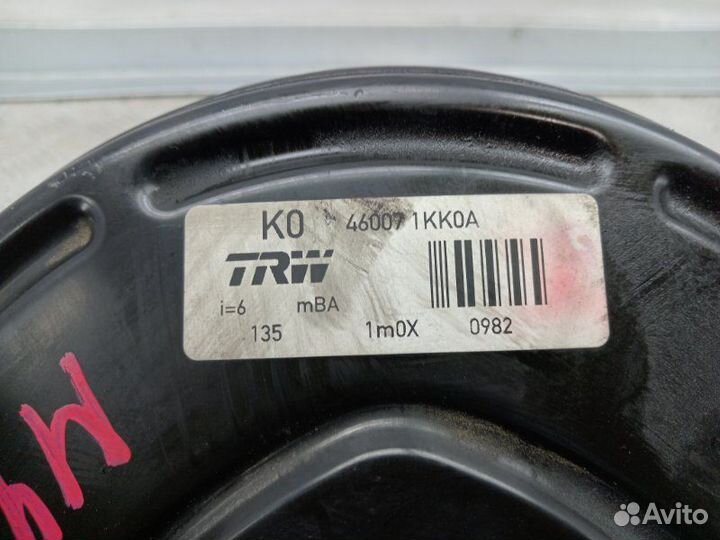 K0 46007 1KK0A
TRW
i=6 mBA
135 1m0X 0982
Avito